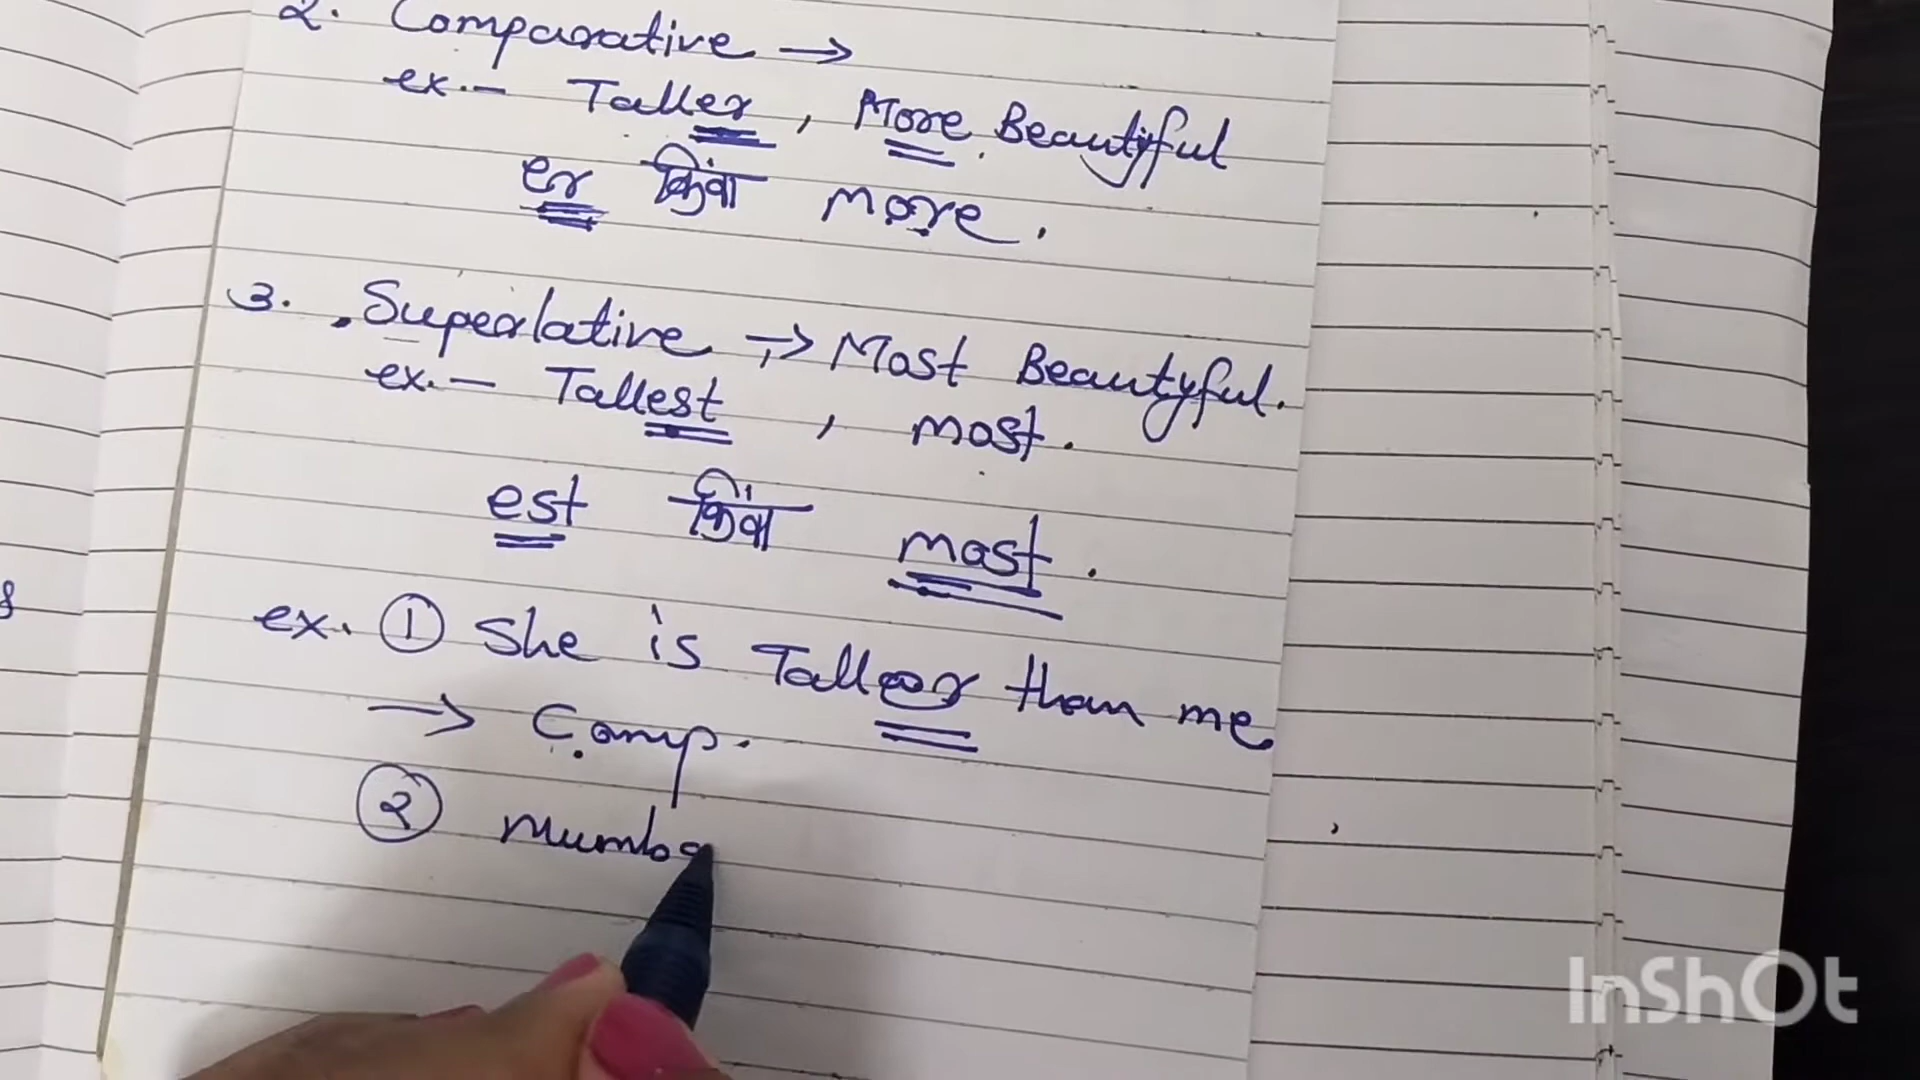 2. Comparative →
ex.- Taller, More Beautyful
er किंवा more.
3. Superlative → Most Beautyful.
ex.- Tallest, most.
est किंवा most.
ex. ① She is Taller than me
→ Comp.
② Mumba
InShOt